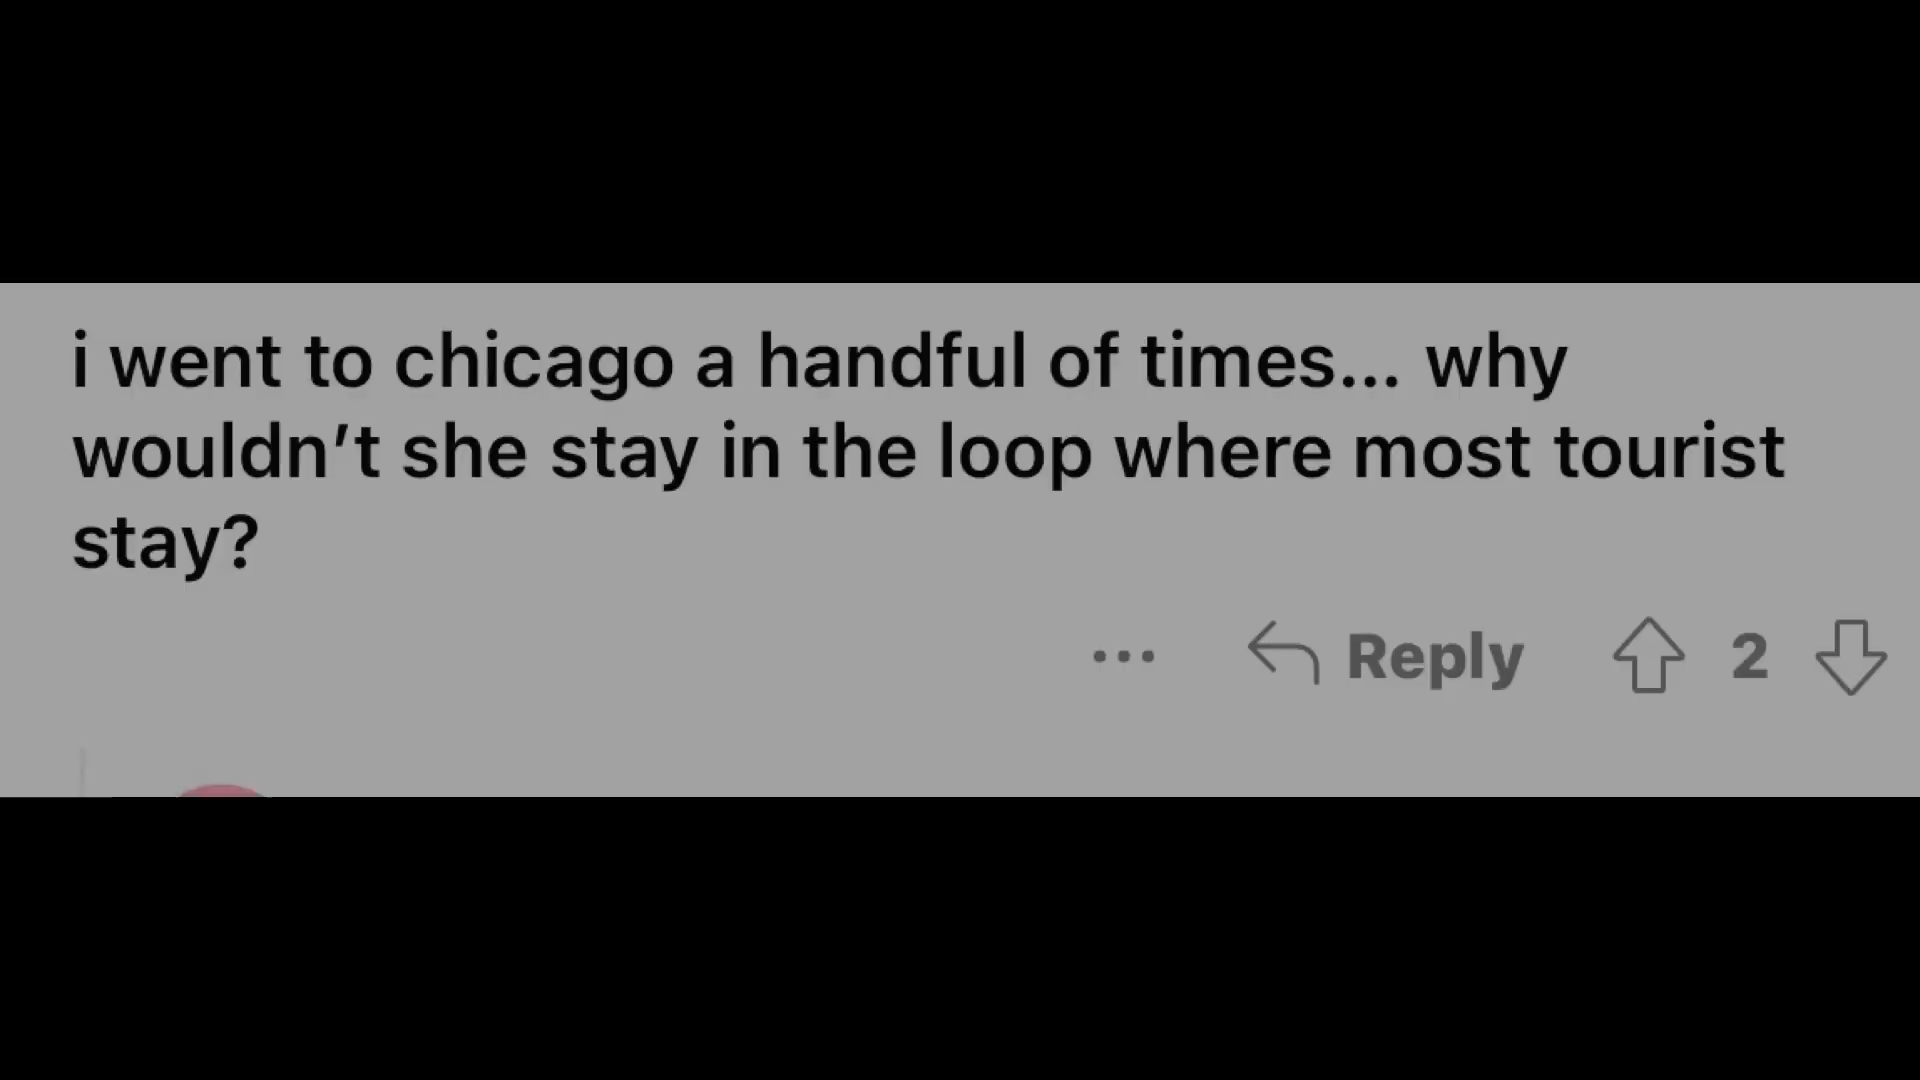 i went to chicago a handful of times... why
wouldn't she stay in the loop where most tourist
stay?
... Reply 2